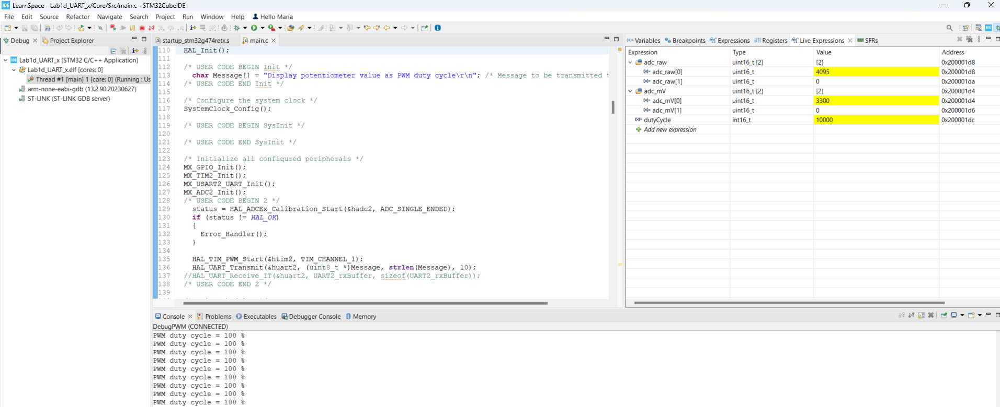 IDE LearnSpace - Lab1d_UART_x/Core/Src/main.c - STM32CubeIDE
File Edit Source Refactor Navigate Search Project Run Window Help Hello Maria
Debug Project Explorer
Lab1d_UART_x [STM32 C/C++ Application]
Lab1d_UART_x.elf [cores: 0]
Thread #1 [main] 1 [core: 0] (Running : Us
arm-none-eabi-gdb (13.2.90.20230627)
ST-LINK (ST-LINK GDB server)
startup_stm32g474retx.s main.c
110 HAL_Init();
111
112 /* USER CODE BEGIN Init */
113 char Message[] = "Display potentiometer value as PWM duty cycle\r\n"; /* Message to be transmitted t
114 /* USER CODE END Init */
115
116 /* Configure the system clock */
117 SystemClock_Config();
118
119 /* USER CODE BEGIN SysInit */
120
121 /* USER CODE END SysInit */
122
123 /* Initialize all configured peripherals */
124 MX_GPIO_Init();
125 MX_TIM2_Init();
126 MX_USART2_UART_Init();
127 MX_ADC2_Init();
128 /* USER CODE BEGIN 2 */
129 status = HAL_ADCEx_Calibration_Start(&hadc2, ADC_SINGLE_ENDED);
130 if (status != HAL_OK)
131 {
132 Error_Handler();
133 }
134
135 HAL_TIM_PWM_Start(&htim2, TIM_CHANNEL_1);
136 HAL_UART_Transmit(&huart2, (uint8_t *)Message, strlen(Message), 10);
137 //HAL_UART_Receive_IT(&huart2, UART2_rxBuffer, sizeof(UART2_rxBuffer));
138 /* USER CODE END 2 */
139
(x)= Variables Breakpoints Expressions Registers Live Expressions SFRs
Expression Type Value Address
adc_raw uint16_t [2] [2] 0x200001d8
(x)= adc_raw[0] uint16_t 4095 0x200001d8
(x)= adc_raw[1] uint16_t 0 0x200001da
adc_mV uint16_t [2] [2] 0x200001d4
(x)= adc_mV[0] uint16_t 3300 0x200001d4
(x)= adc_mV[1] uint16_t 0 0x200001d6
(x)= dutyCycle int16_t 10000 0x200001dc
Add new expression
Console Problems Executables Debugger Console Memory
DebugPWM (CONNECTED)
PWM duty cycle = 100 %
PWM duty cycle = 100 %
PWM duty cycle = 100 %
PWM duty cycle = 100 %
PWM duty cycle = 100 %
PWM duty cycle = 100 %
PWM duty cycle = 100 %
PWM duty cycle = 100 %
PWM duty cycle = 100 %